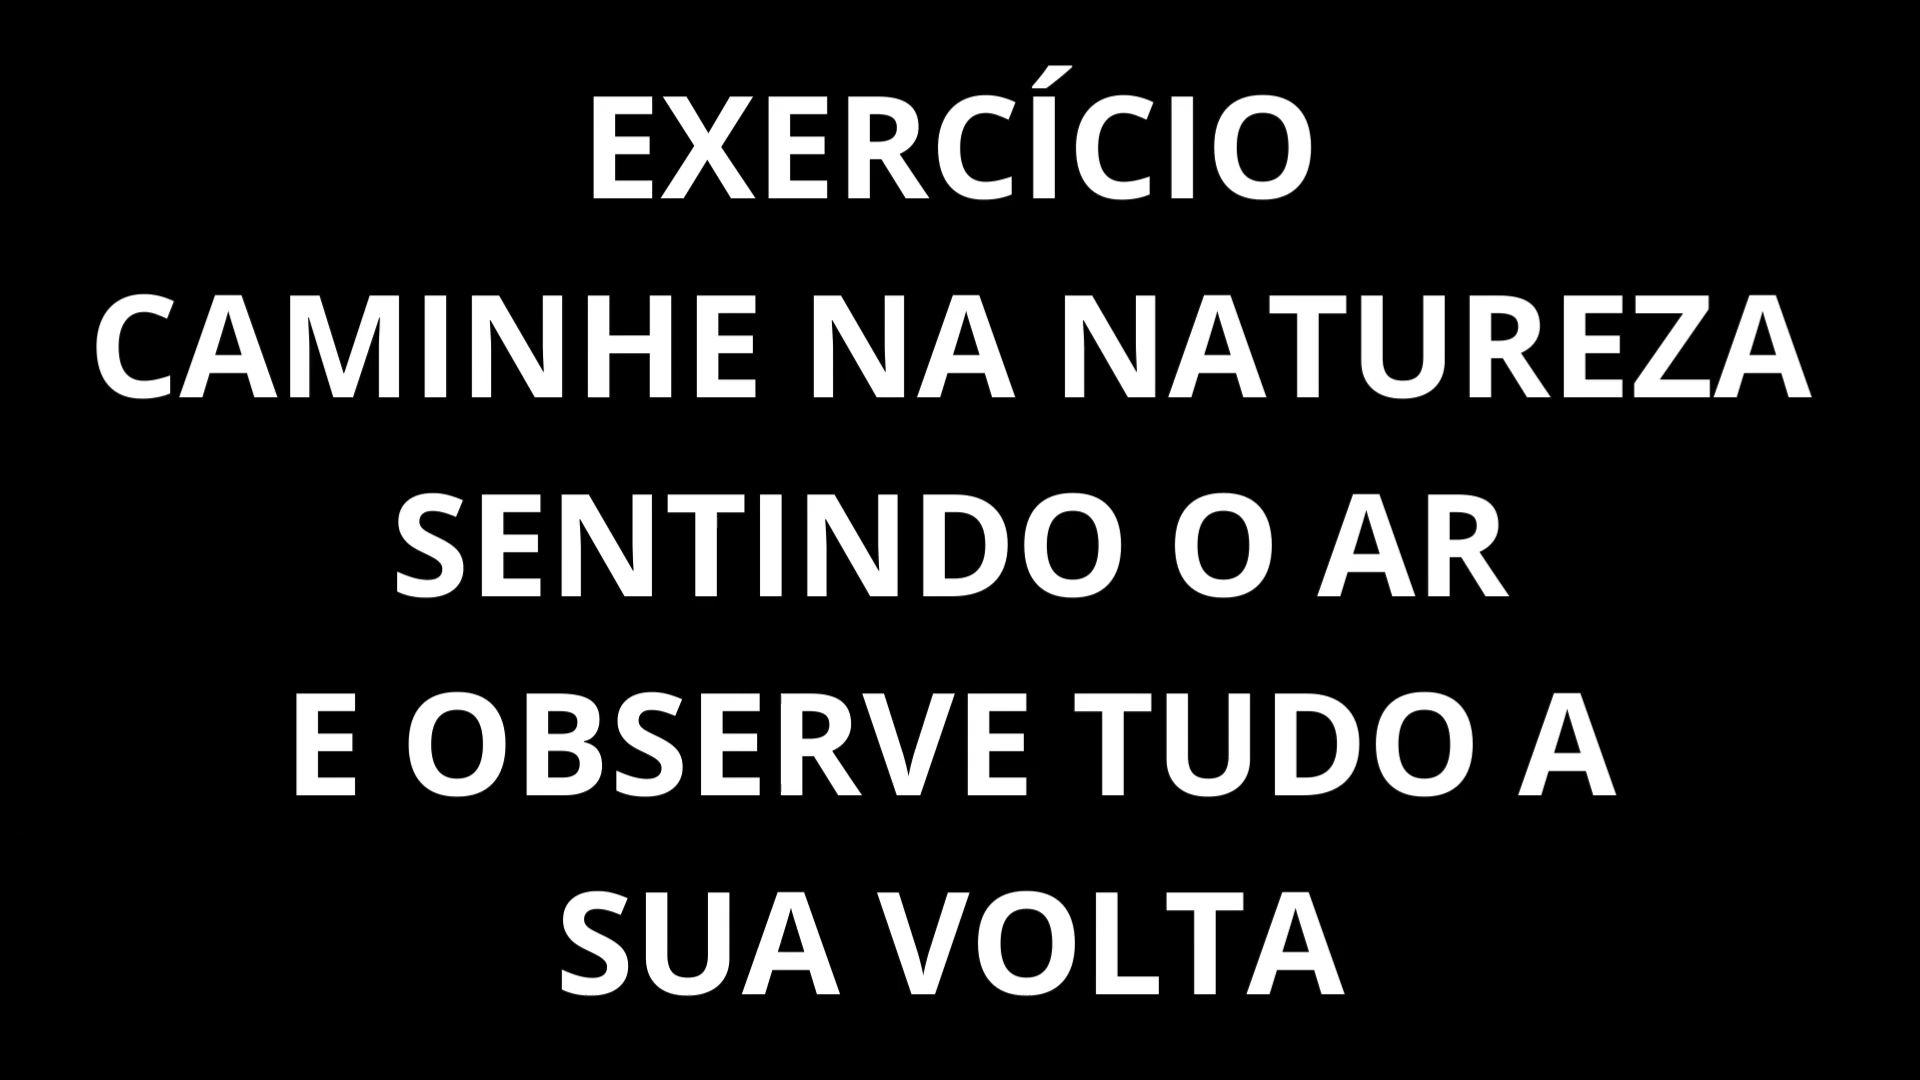 EXERCÍCIO
CAMINHE NA NATUREZA
SENTINDO O AR
E OBSERVE TUDO A
SUA VOLTA